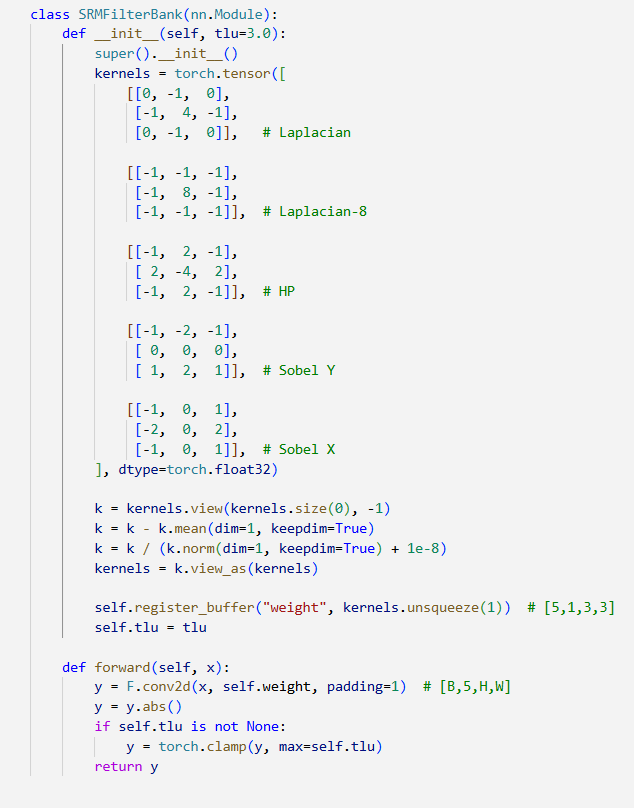 class SRMFilterBank(nn.Module):
    def __init__(self, tlu=3.0):
        super().__init__()
        kernels = torch.tensor([
            [[0, -1,  0],
             [-1,  4, -1],
             [0, -1,  0]],   # Laplacian

            [[-1, -1, -1],
             [-1,  8, -1],
             [-1, -1, -1]],  # Laplacian-8

            [[-1,  2, -1],
             [ 2, -4,  2],
             [-1,  2, -1]],  # HP

            [[-1, -2, -1],
             [ 0,  0,  0],
             [ 1,  2,  1]],  # Sobel Y

            [[-1,  0,  1],
             [-2,  0,  2],
             [-1,  0,  1]],  # Sobel X
        ], dtype=torch.float32)

        k = kernels.view(kernels.size(0), -1)
        k = k - k.mean(dim=1, keepdim=True)
        k = k / (k.norm(dim=1, keepdim=True) + 1e-8)
        kernels = k.view_as(kernels)

        self.register_buffer("weight", kernels.unsqueeze(1))  # [5,1,3,3]
        self.tlu = tlu

    def forward(self, x):
        y = F.conv2d(x, self.weight, padding=1)  # [B,5,H,W]
        y = y.abs()
        if self.tlu is not None:
            y = torch.clamp(y, max=self.tlu)
        return y